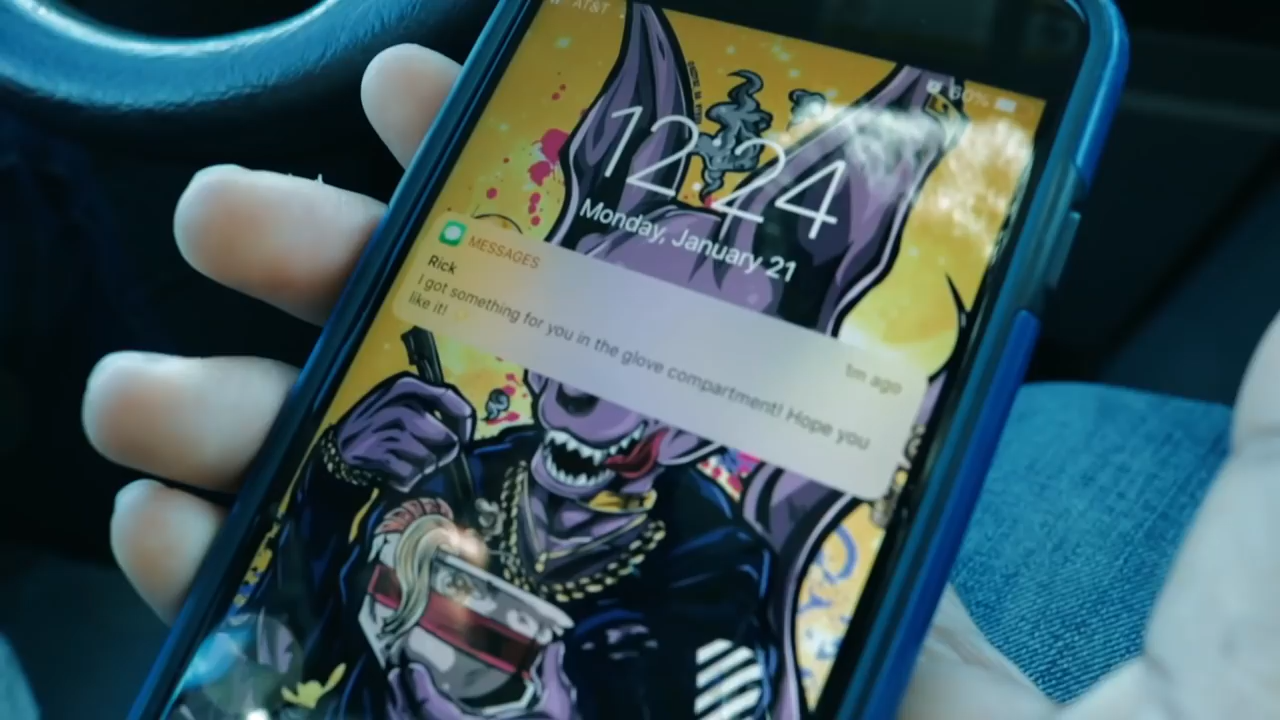 AT&T
60%
12:24
Monday, January 21
MESSAGES
1m ago
Rick
I got something for you in the glove compartment! Hope you
like it!